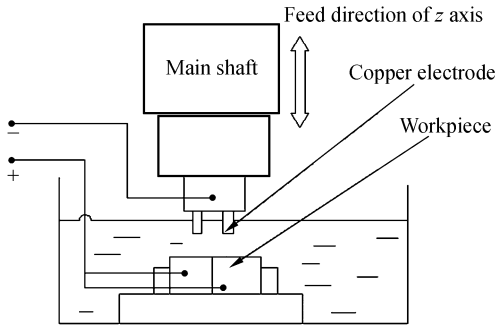 Feed direction of z axis
Main shaft
Copper electrode
Workpiece
−
+